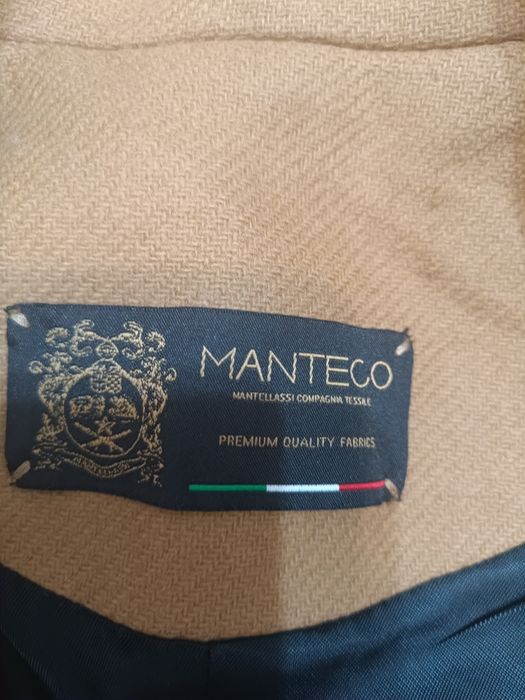 MANTECO
MANTELLASSI COMPAGNIA TESSILE
PREMIUM QUALITY FABRICS